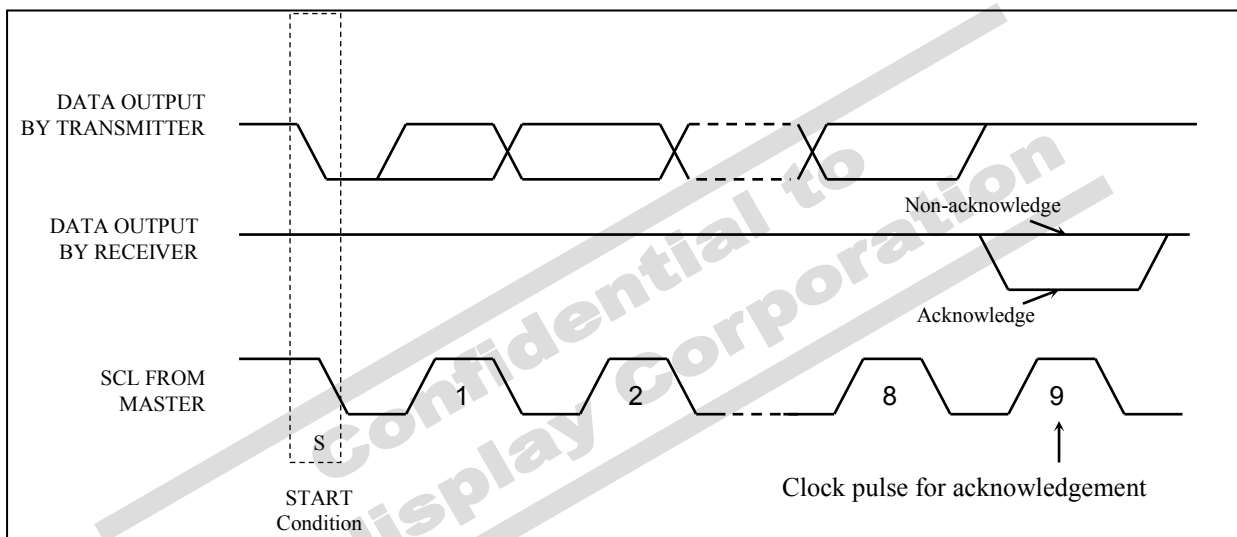 DATA OUTPUT
BY TRANSMITTER
Non-acknowledge
DATA OUTPUT
BY RECEIVER
Acknowledge
SCL FROM
MASTER
1
2
8
9
S
Clock pulse for acknowledgement
START
Condition
Confidential to
display Corporation